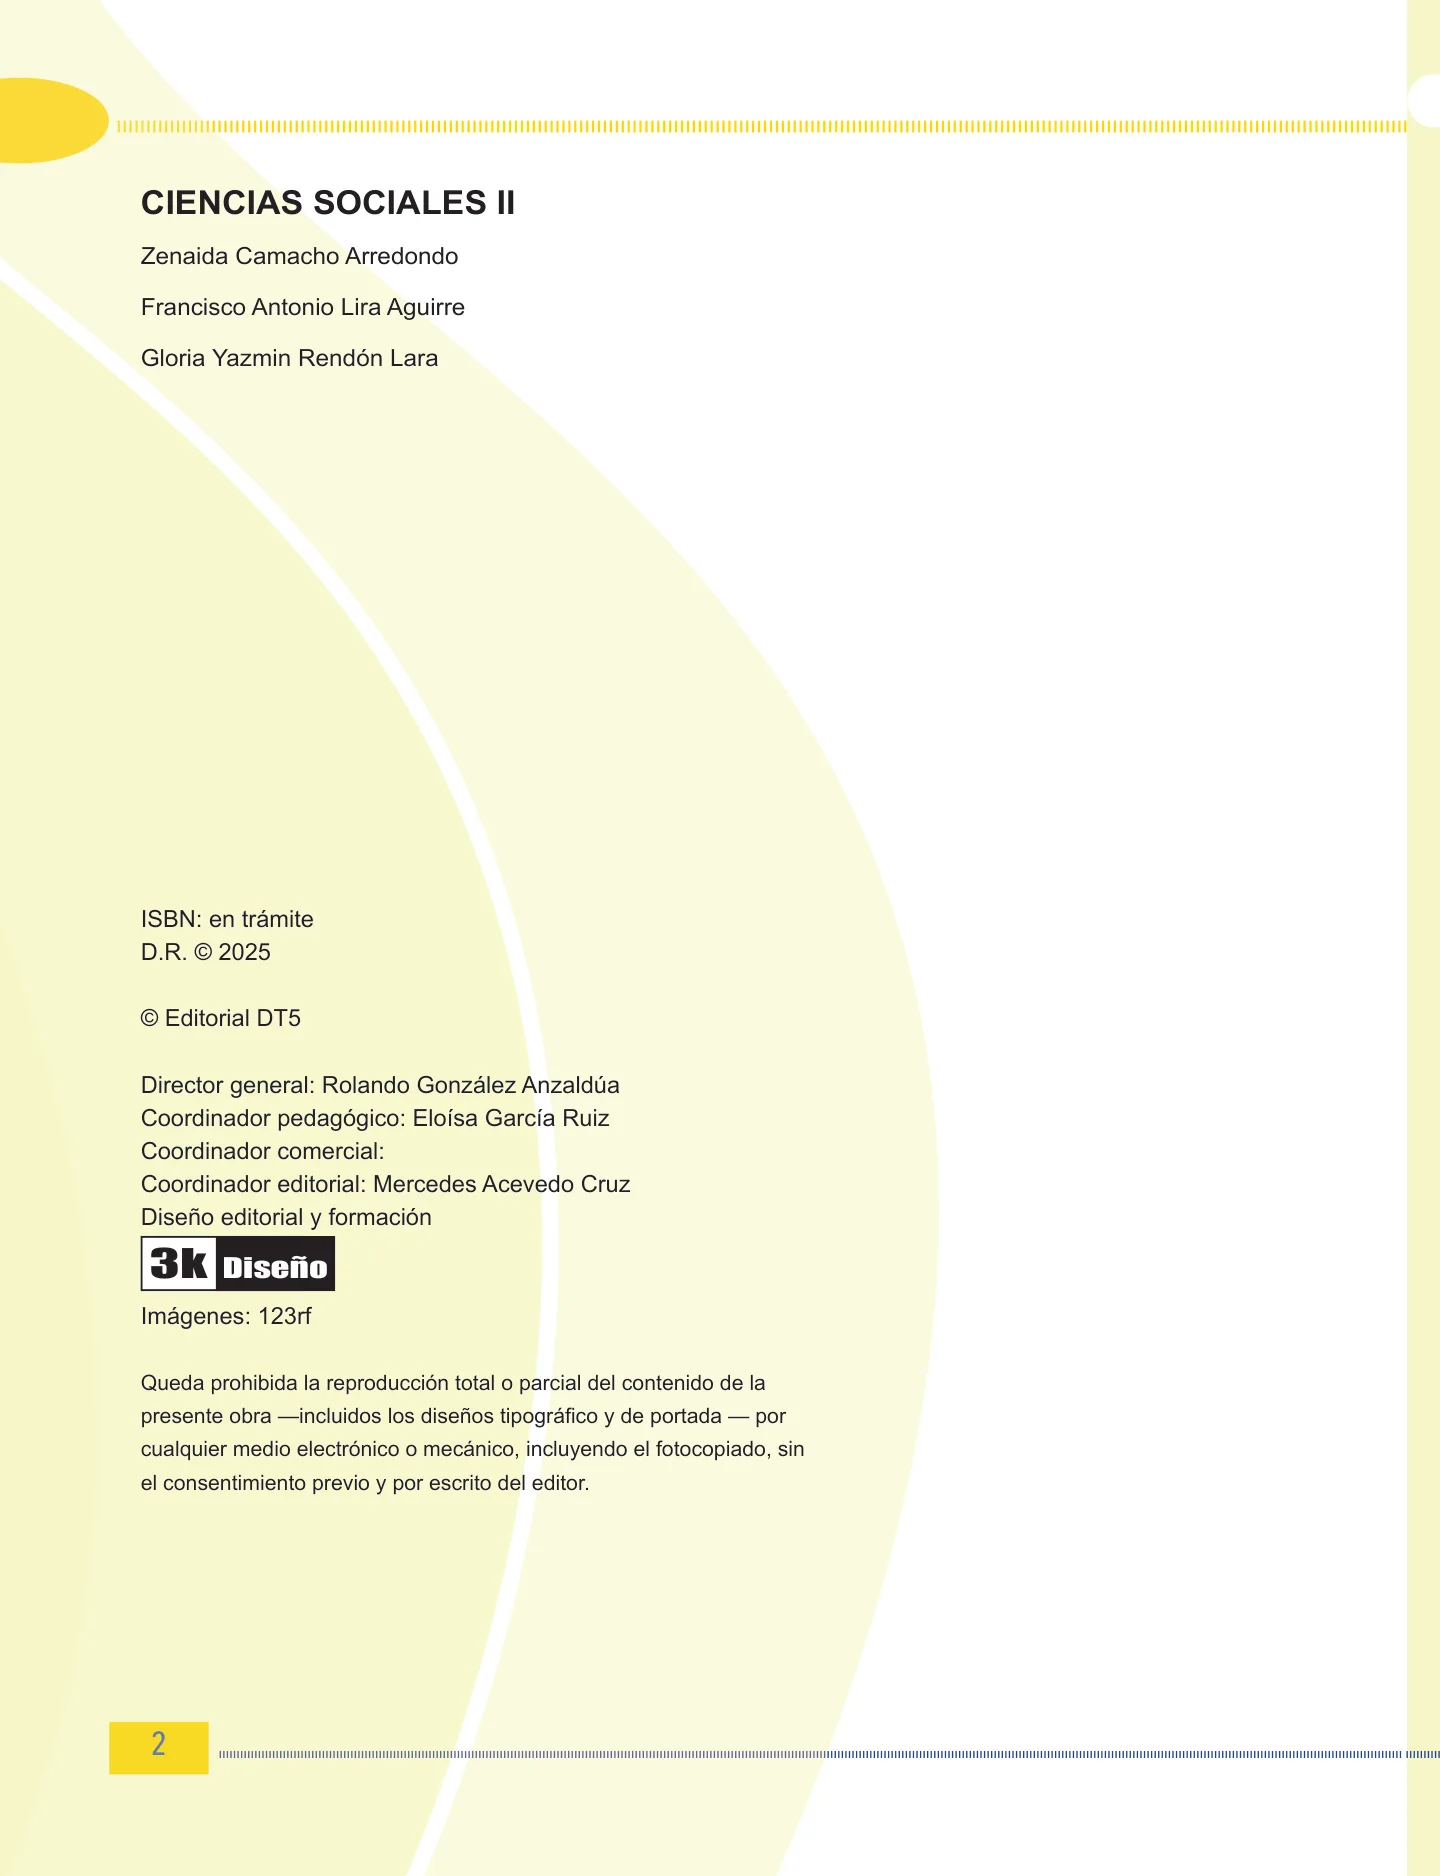 CIENCIAS SOCIALES II
Zenaida Camacho Arredondo
Francisco Antonio Lira Aguirre
Gloria Yazmin Rendón Lara
ISBN: en trámite
D.R. © 2025
© Editorial DT5
Director general: Rolando González Anzaldúa
Coordinador pedagógico: Eloísa García Ruiz
Coordinador comercial:
Coordinador editorial: Mercedes Acevedo Cruz
Diseño editorial y formación
3k Diseño
Imágenes: 123rf
Queda prohibida la reproducción total o parcial del contenido de la
presente obra —incluidos los diseños tipográfico y de portada — por
cualquier medio electrónico o mecánico, incluyendo el fotocopiado, sin
el consentimiento previo y por escrito del editor.
2